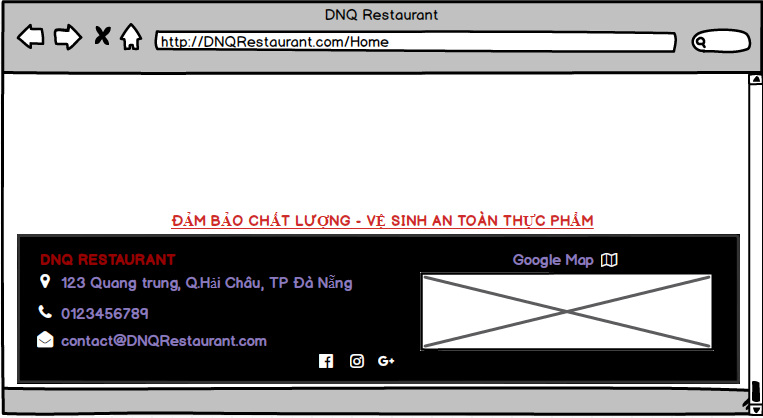 DNQ Restaurant
http://DNQRestaurant.com/Home
ĐẢM BẢO CHẤT LƯỢNG - VỆ SINH AN TOÀN THỰC PHẨM
DNQ RESTAURANT
123 Quang trung, Q.Hải Châu, TP Đà Nẵng
0123456789
contact@DNQRestaurant.com
Google Map
G+